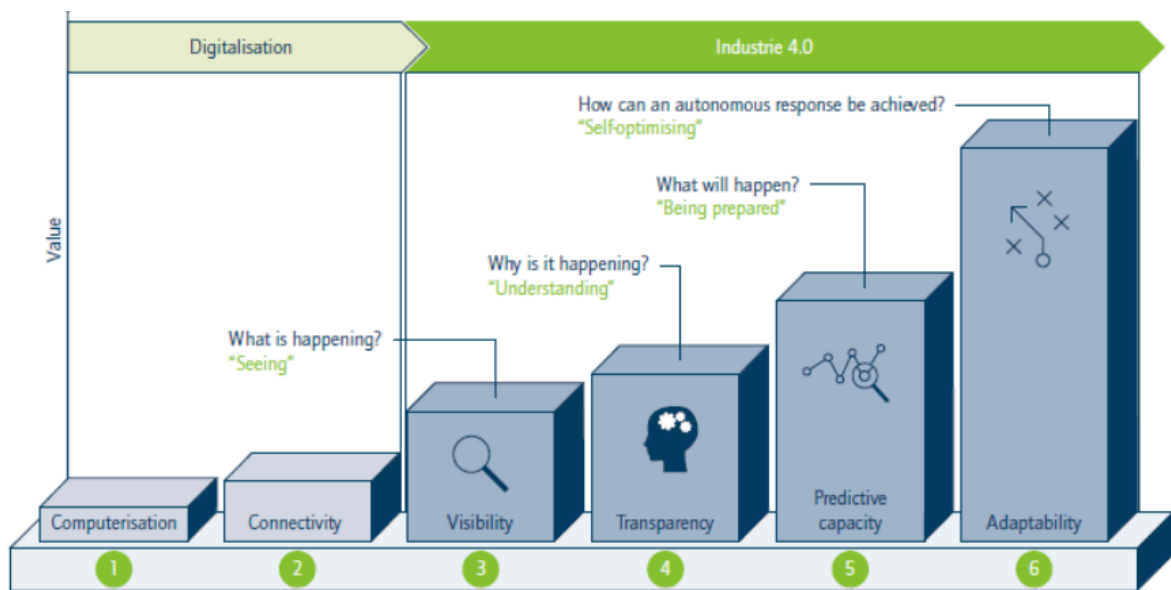 Digitalisation
Industrie 4.0
How can an autonomous response be achieved?
"Self-optimising"
What will happen?
"Being prepared"
Why is it happening?
"Understanding"
What is happening?
"Seeing"
Value
Computerisation
Connectivity
Visibility
Transparency
Predictive
capacity
Adaptability
1
2
3
4
5
6